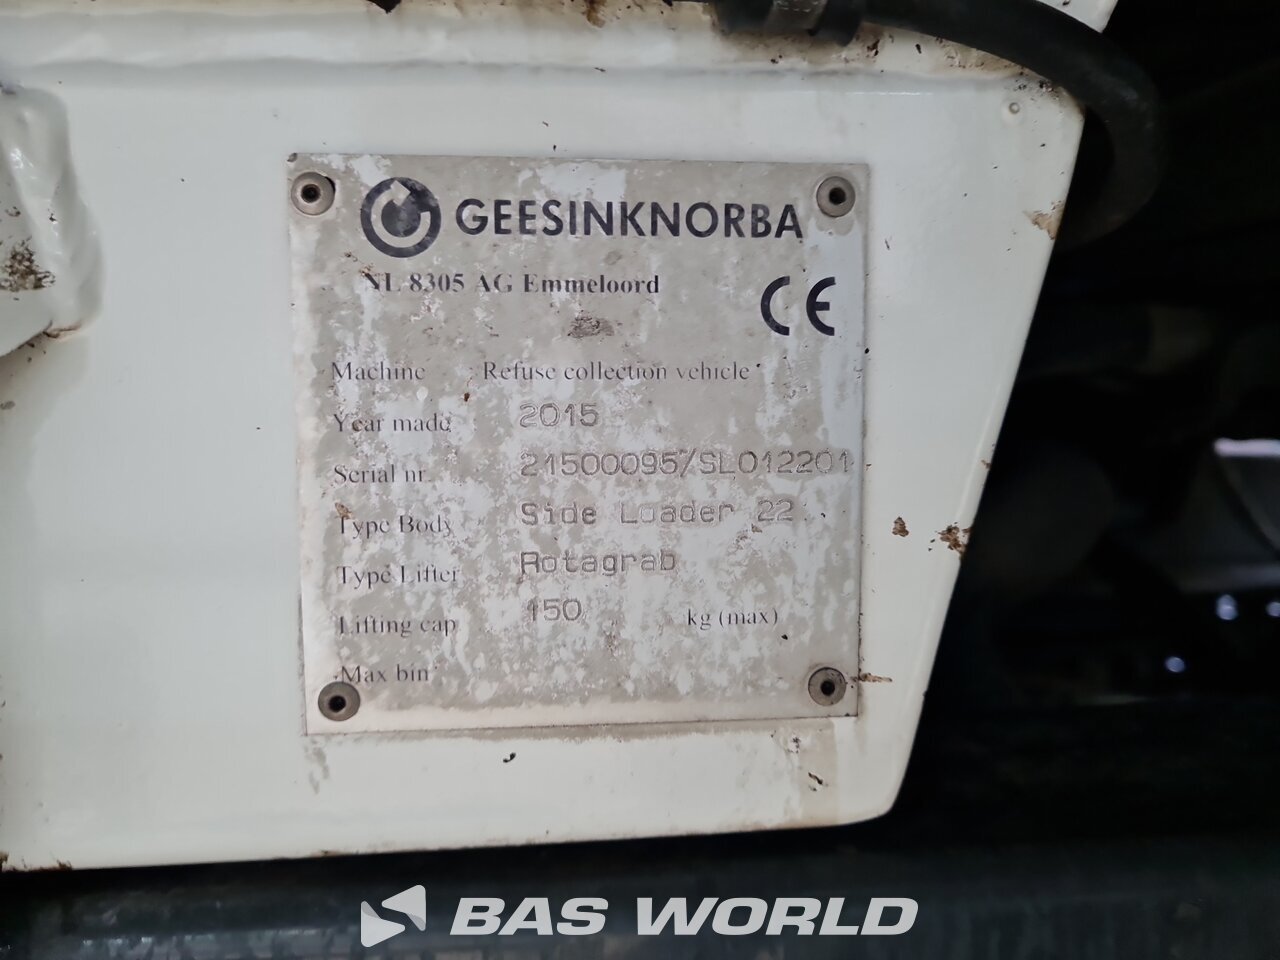 GEESINKNORBA
NL 8305 AG Emmeloord
CE
Machine : Refuse collection vehicle
Year made 2015
Serial nr. 21500095/SL012201
Type Body Side Loader 22
Type Lifter Rotagrab
Lifting cap 150 kg (max)
Max bin
BAS WORLD